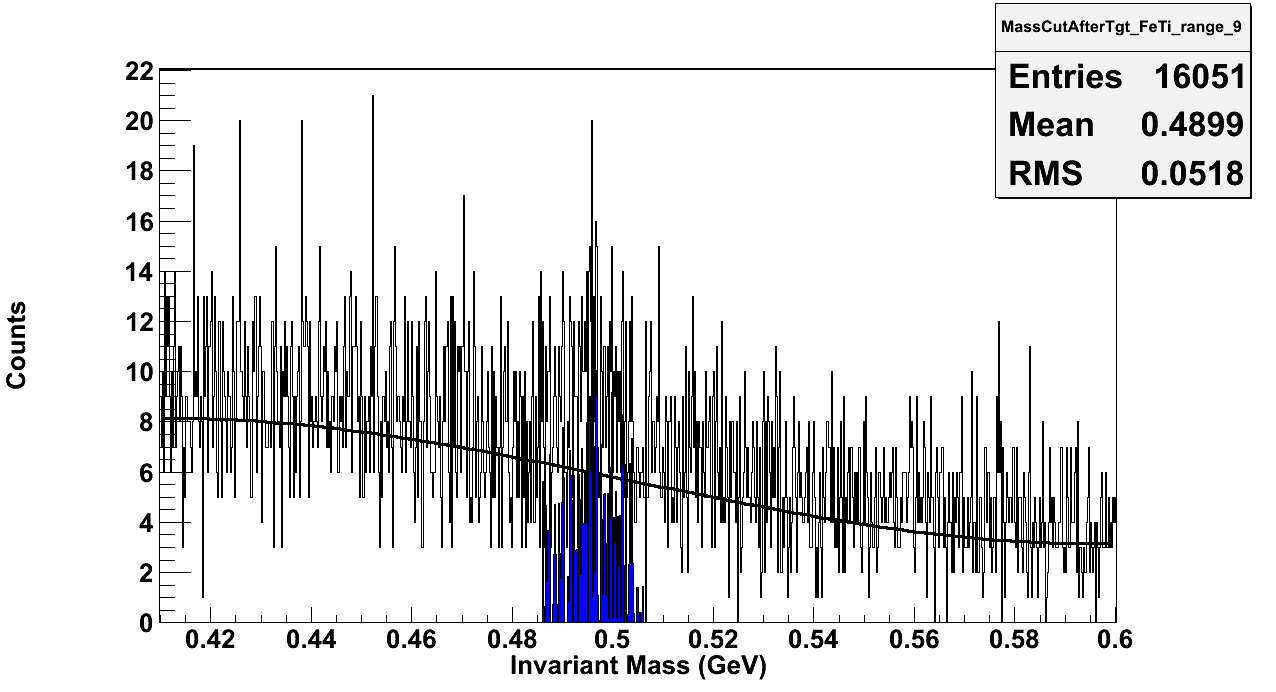 MassCutAfterTgt_FeTi_range_9
Entries 16051
Mean 0.4899
RMS 0.0518
22
20
18
16
14
12
10
8
6
4
2
0
Counts
0.42 0.44 0.46 0.48 0.5 0.52 0.54 0.56 0.58 0.6
Invariant Mass (GeV)